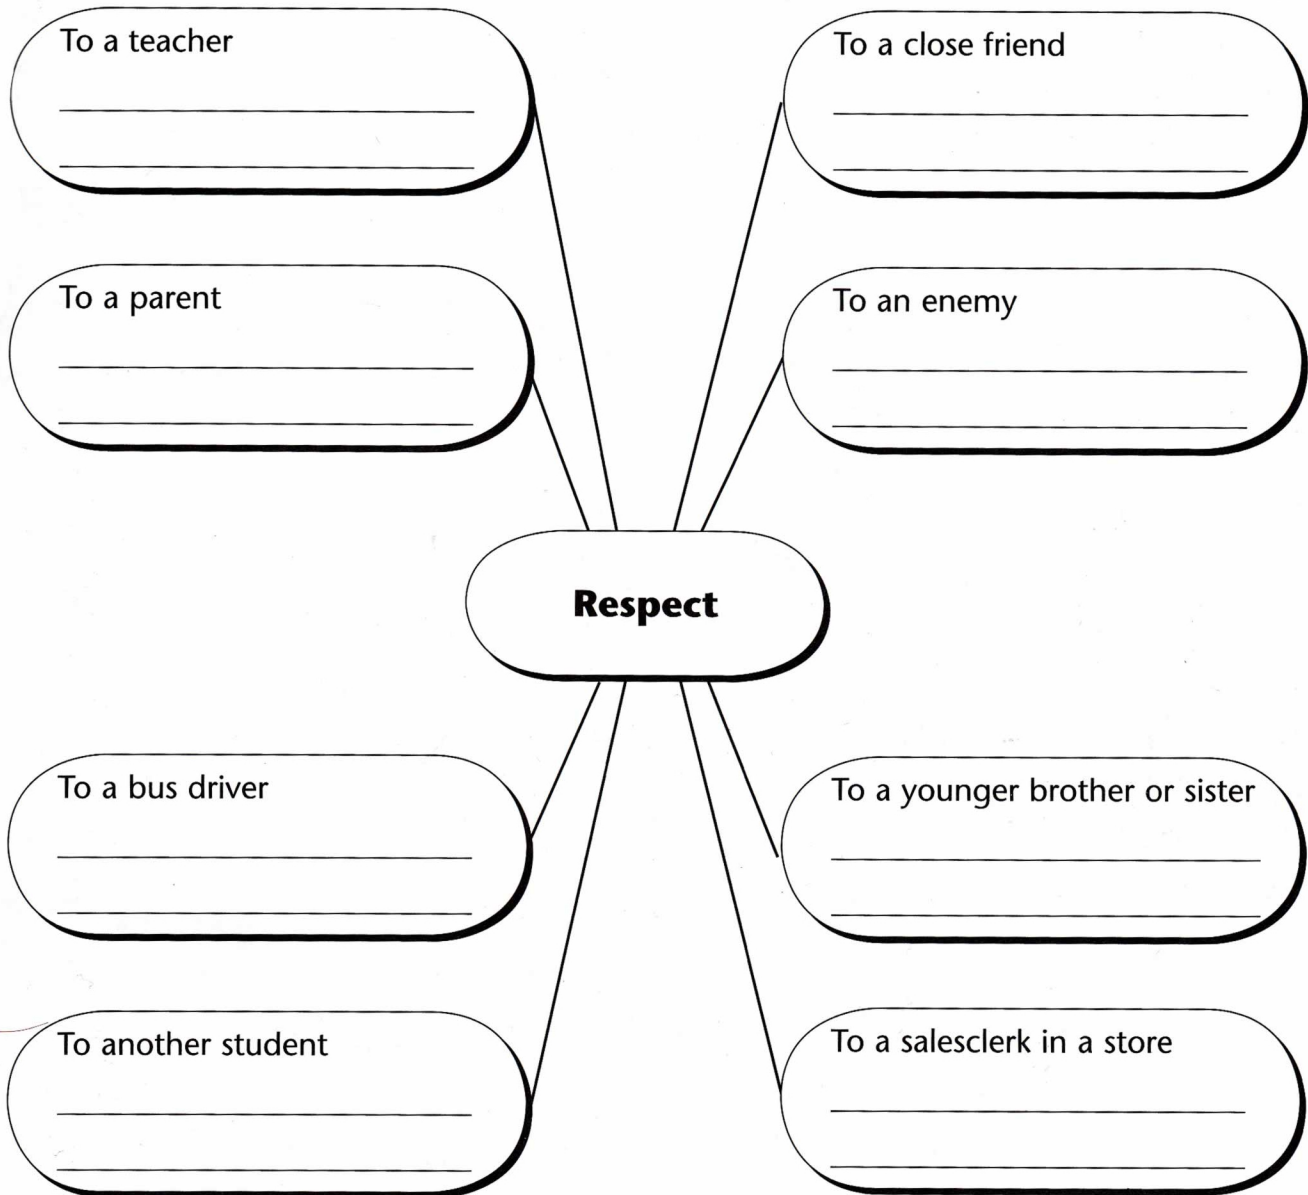 To a teacher
To a close friend
To a parent
To an enemy
Respect
To a bus driver
To a younger brother or sister
To another student
To a salesclerk in a store